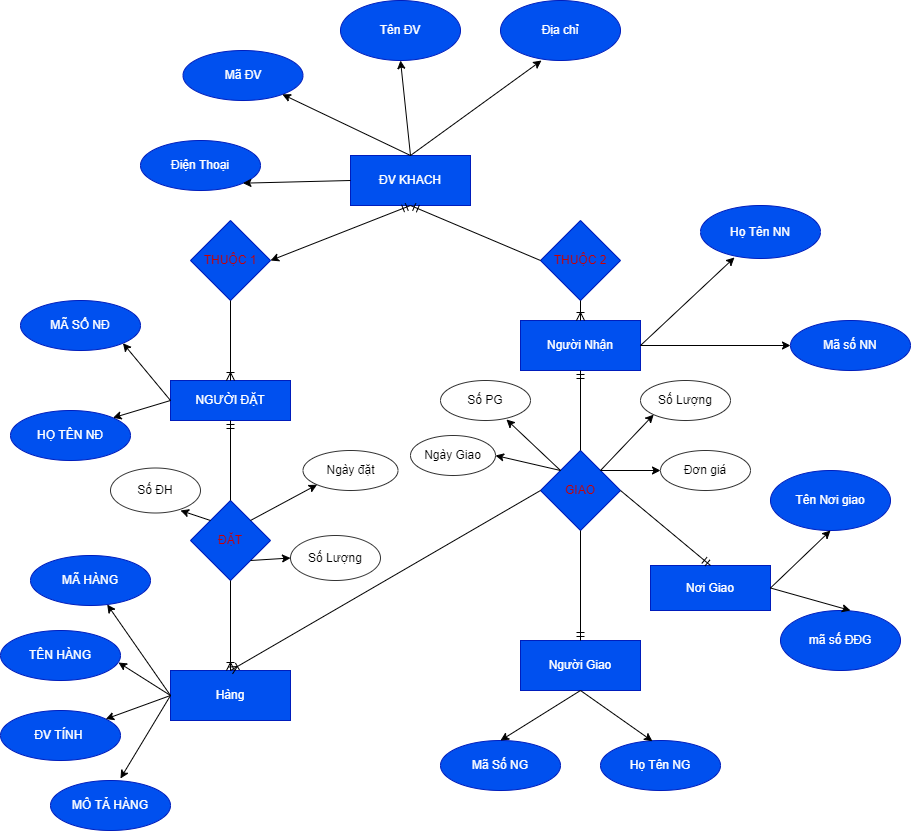 Tên ĐV
Địa chỉ
Mã ĐV
Điện Thoại
ĐV KHACH
Họ Tên NN
THUỘC 1
THUỘC 2
MÃ SỐ NĐ
Người Nhận
Mã số NN
NGƯỜI ĐẶT
Số PG
Số Lượng
HỌ TÊN NĐ
Ngày Giao
Ngày đặt
Đơn giá
Số ĐH
GIAO
Tên Nơi giao
ĐẶT
Số Lượng
MÃ HÀNG
Nơi Giao
mã số ĐĐG
TÊN HÀNG
Người Giao
Hàng
ĐV TÍNH
Mã Số NG
Họ Tên NG
MÔ TẢ HÀNG